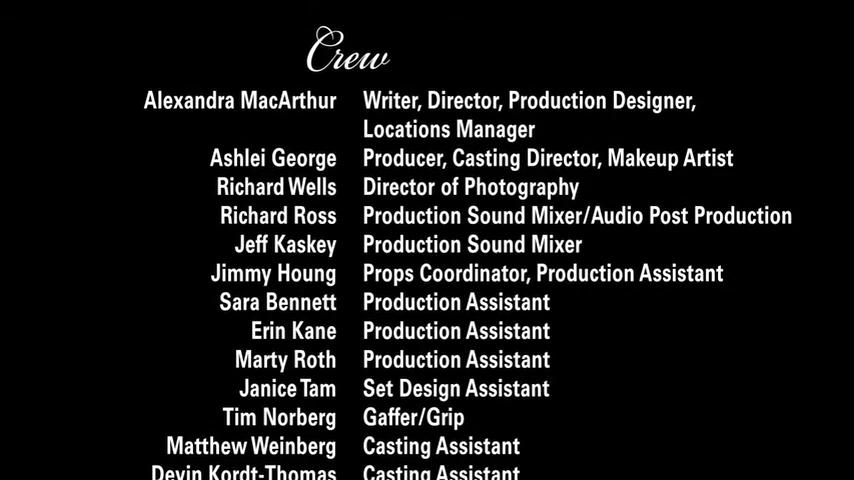 Crew
Alexandra MacArthur Writer, Director, Production Designer,
Locations Manager
Ashlei George Producer, Casting Director, Makeup Artist
Richard Wells Director of Photography
Richard Ross Production Sound Mixer/Audio Post Production
Jeff Kaskey Production Sound Mixer
Jimmy Houng Props Coordinator, Production Assistant
Sara Bennett Production Assistant
Erin Kane Production Assistant
Marty Roth Production Assistant
Janice Tam Set Design Assistant
Tim Norberg Gaffer/Grip
Matthew Weinberg Casting Assistant
Devin Kordt-Thomas Casting Assistant